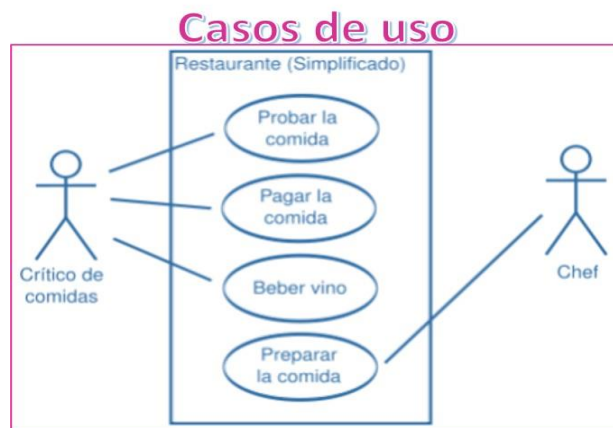 Casos de uso
Restaurante (Simplificado)
Probar la
comida
Pagar la
comida
Crítico de
comidas
Beber vino
Chef
Preparar
la comida